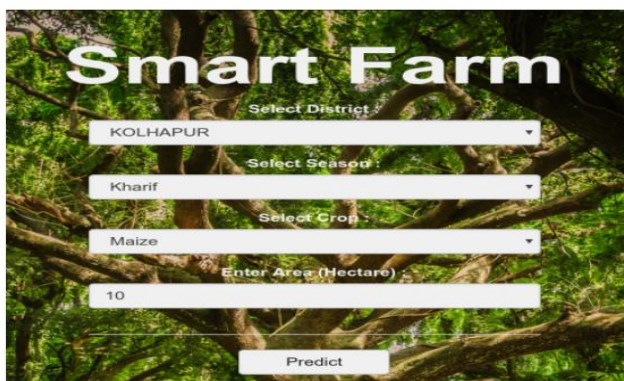 Smart Farm
Select District :
KOLHAPUR
Select Season :
Kharif
Select Crop :
Maize
Enter Area (Hectare) :
10
Predict